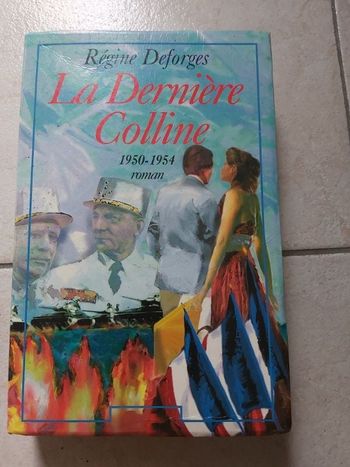 Régine Deforges
La Dernière
Colline
1950-1954
roman